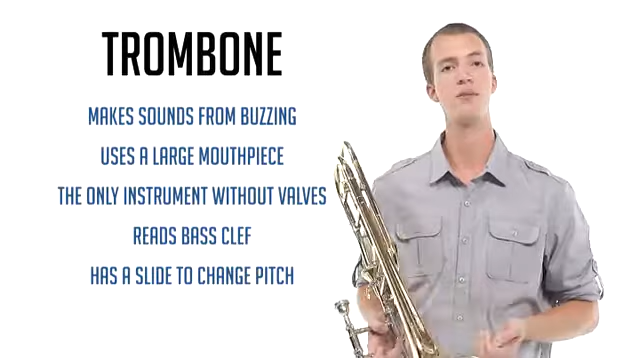 TROMBONE
MAKES SOUNDS FROM BUZZING
USES A LARGE MOUTHPIECE
THE ONLY INSTRUMENT WITHOUT VALVES
READS BASS CLEF
HAS A SLIDE TO CHANGE PITCH